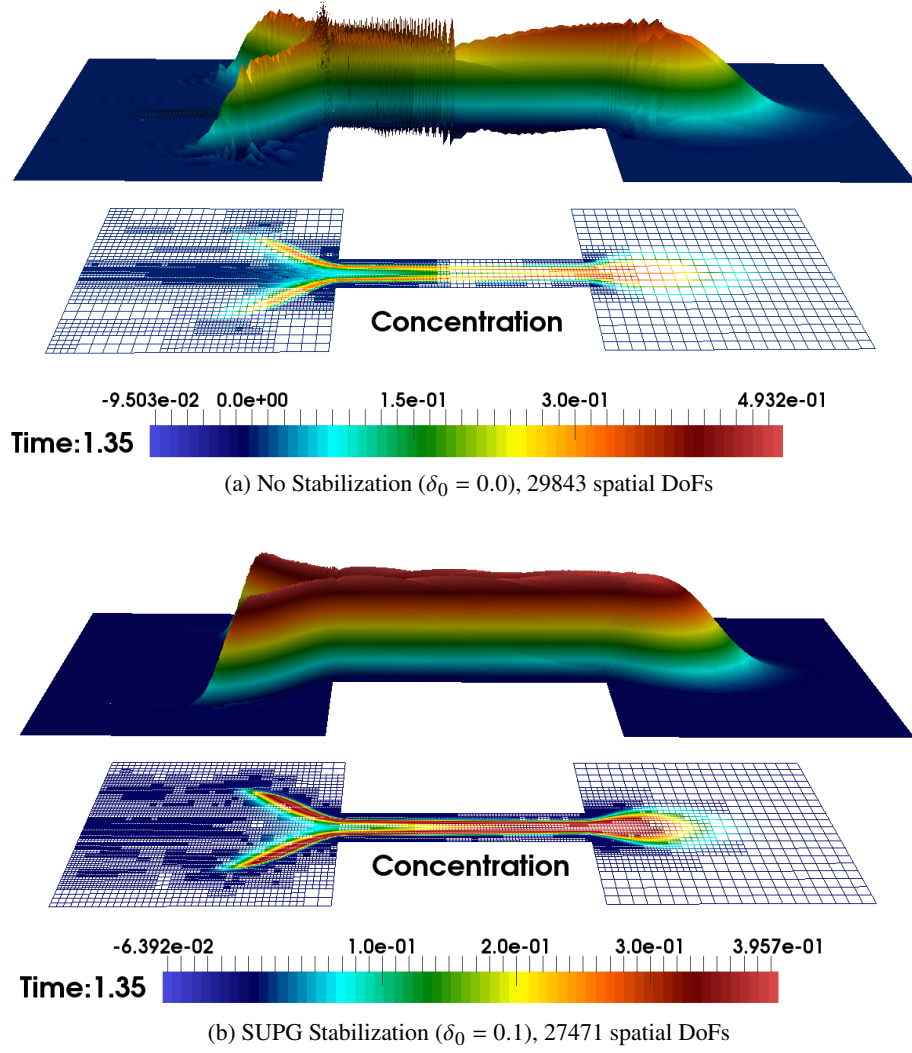 Concentration
-9.503e-02 0.0e+00 1.5e-01 3.0e-01 4.932e-01
Time:1.35
(a) No Stabilization (δ₀ = 0.0), 29843 spatial DoFs
Concentration
-6.392e-02 1.0e-01 2.0e-01 3.0e-01 3.957e-01
Time:1.35
(b) SUPG Stabilization (δ₀ = 0.1), 27471 spatial DoFs